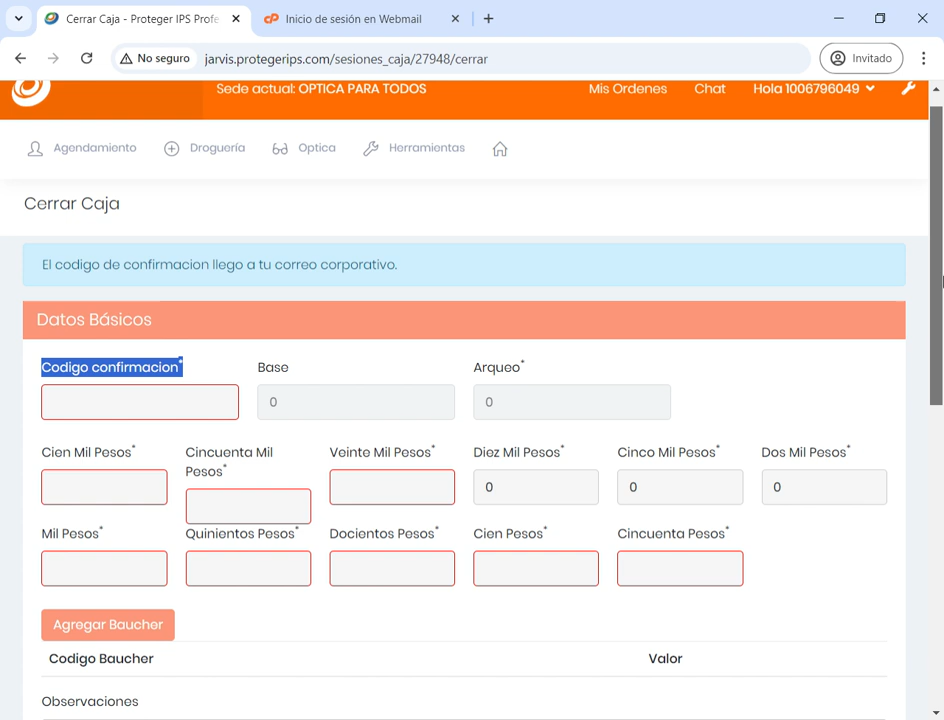 Cerrar Caja - Proteger IPS Profe
Inicio de sesión en Webmail
No seguro
jarvis.protegerips.com/sesiones_caja/27948/cerrar
Invitado
Sede actual: OPTICA PARA TODOS
Mis Ordenes
Chat
Hola 1006796049
Agendamiento
Droguería
Optica
Herramientas
Cerrar Caja
El codigo de confirmacion llego a tu correo corporativo.
Datos Básicos
Codigo confirmacion*
Base
Arqueo*
0
0
Cien Mil Pesos*
Cincuenta Mil
Pesos*
Veinte Mil Pesos*
Diez Mil Pesos*
Cinco Mil Pesos*
Dos Mil Pesos*
0
0
0
Mil Pesos*
Quinientos Pesos*
Docientos Pesos*
Cien Pesos*
Cincuenta Pesos*
Agregar Baucher
Codigo Baucher
Valor
Observaciones